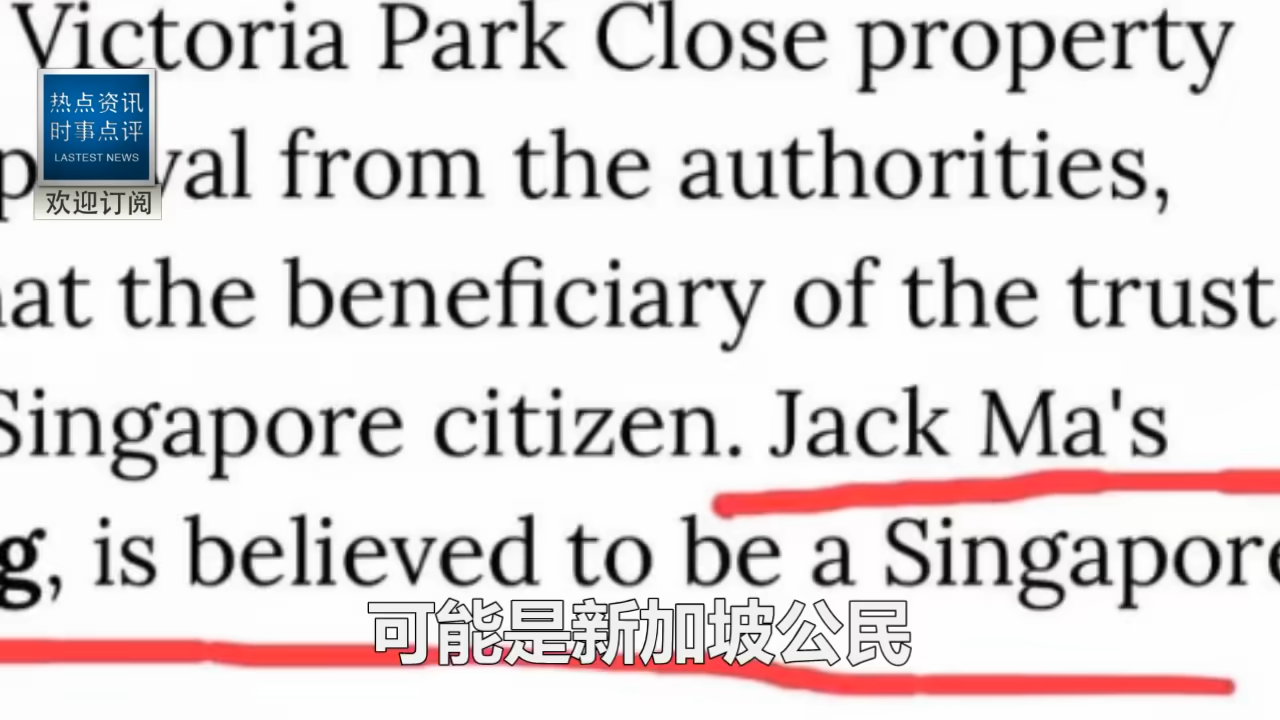 Victoria Park Close property
from the authorities,
the beneficiary of the trust
Singapore citizen. Jack Ma's
g, is believed to be a Singapore
热点资讯
时事点评
LASTEST NEWS
欢迎订阅
可能是新加坡公民